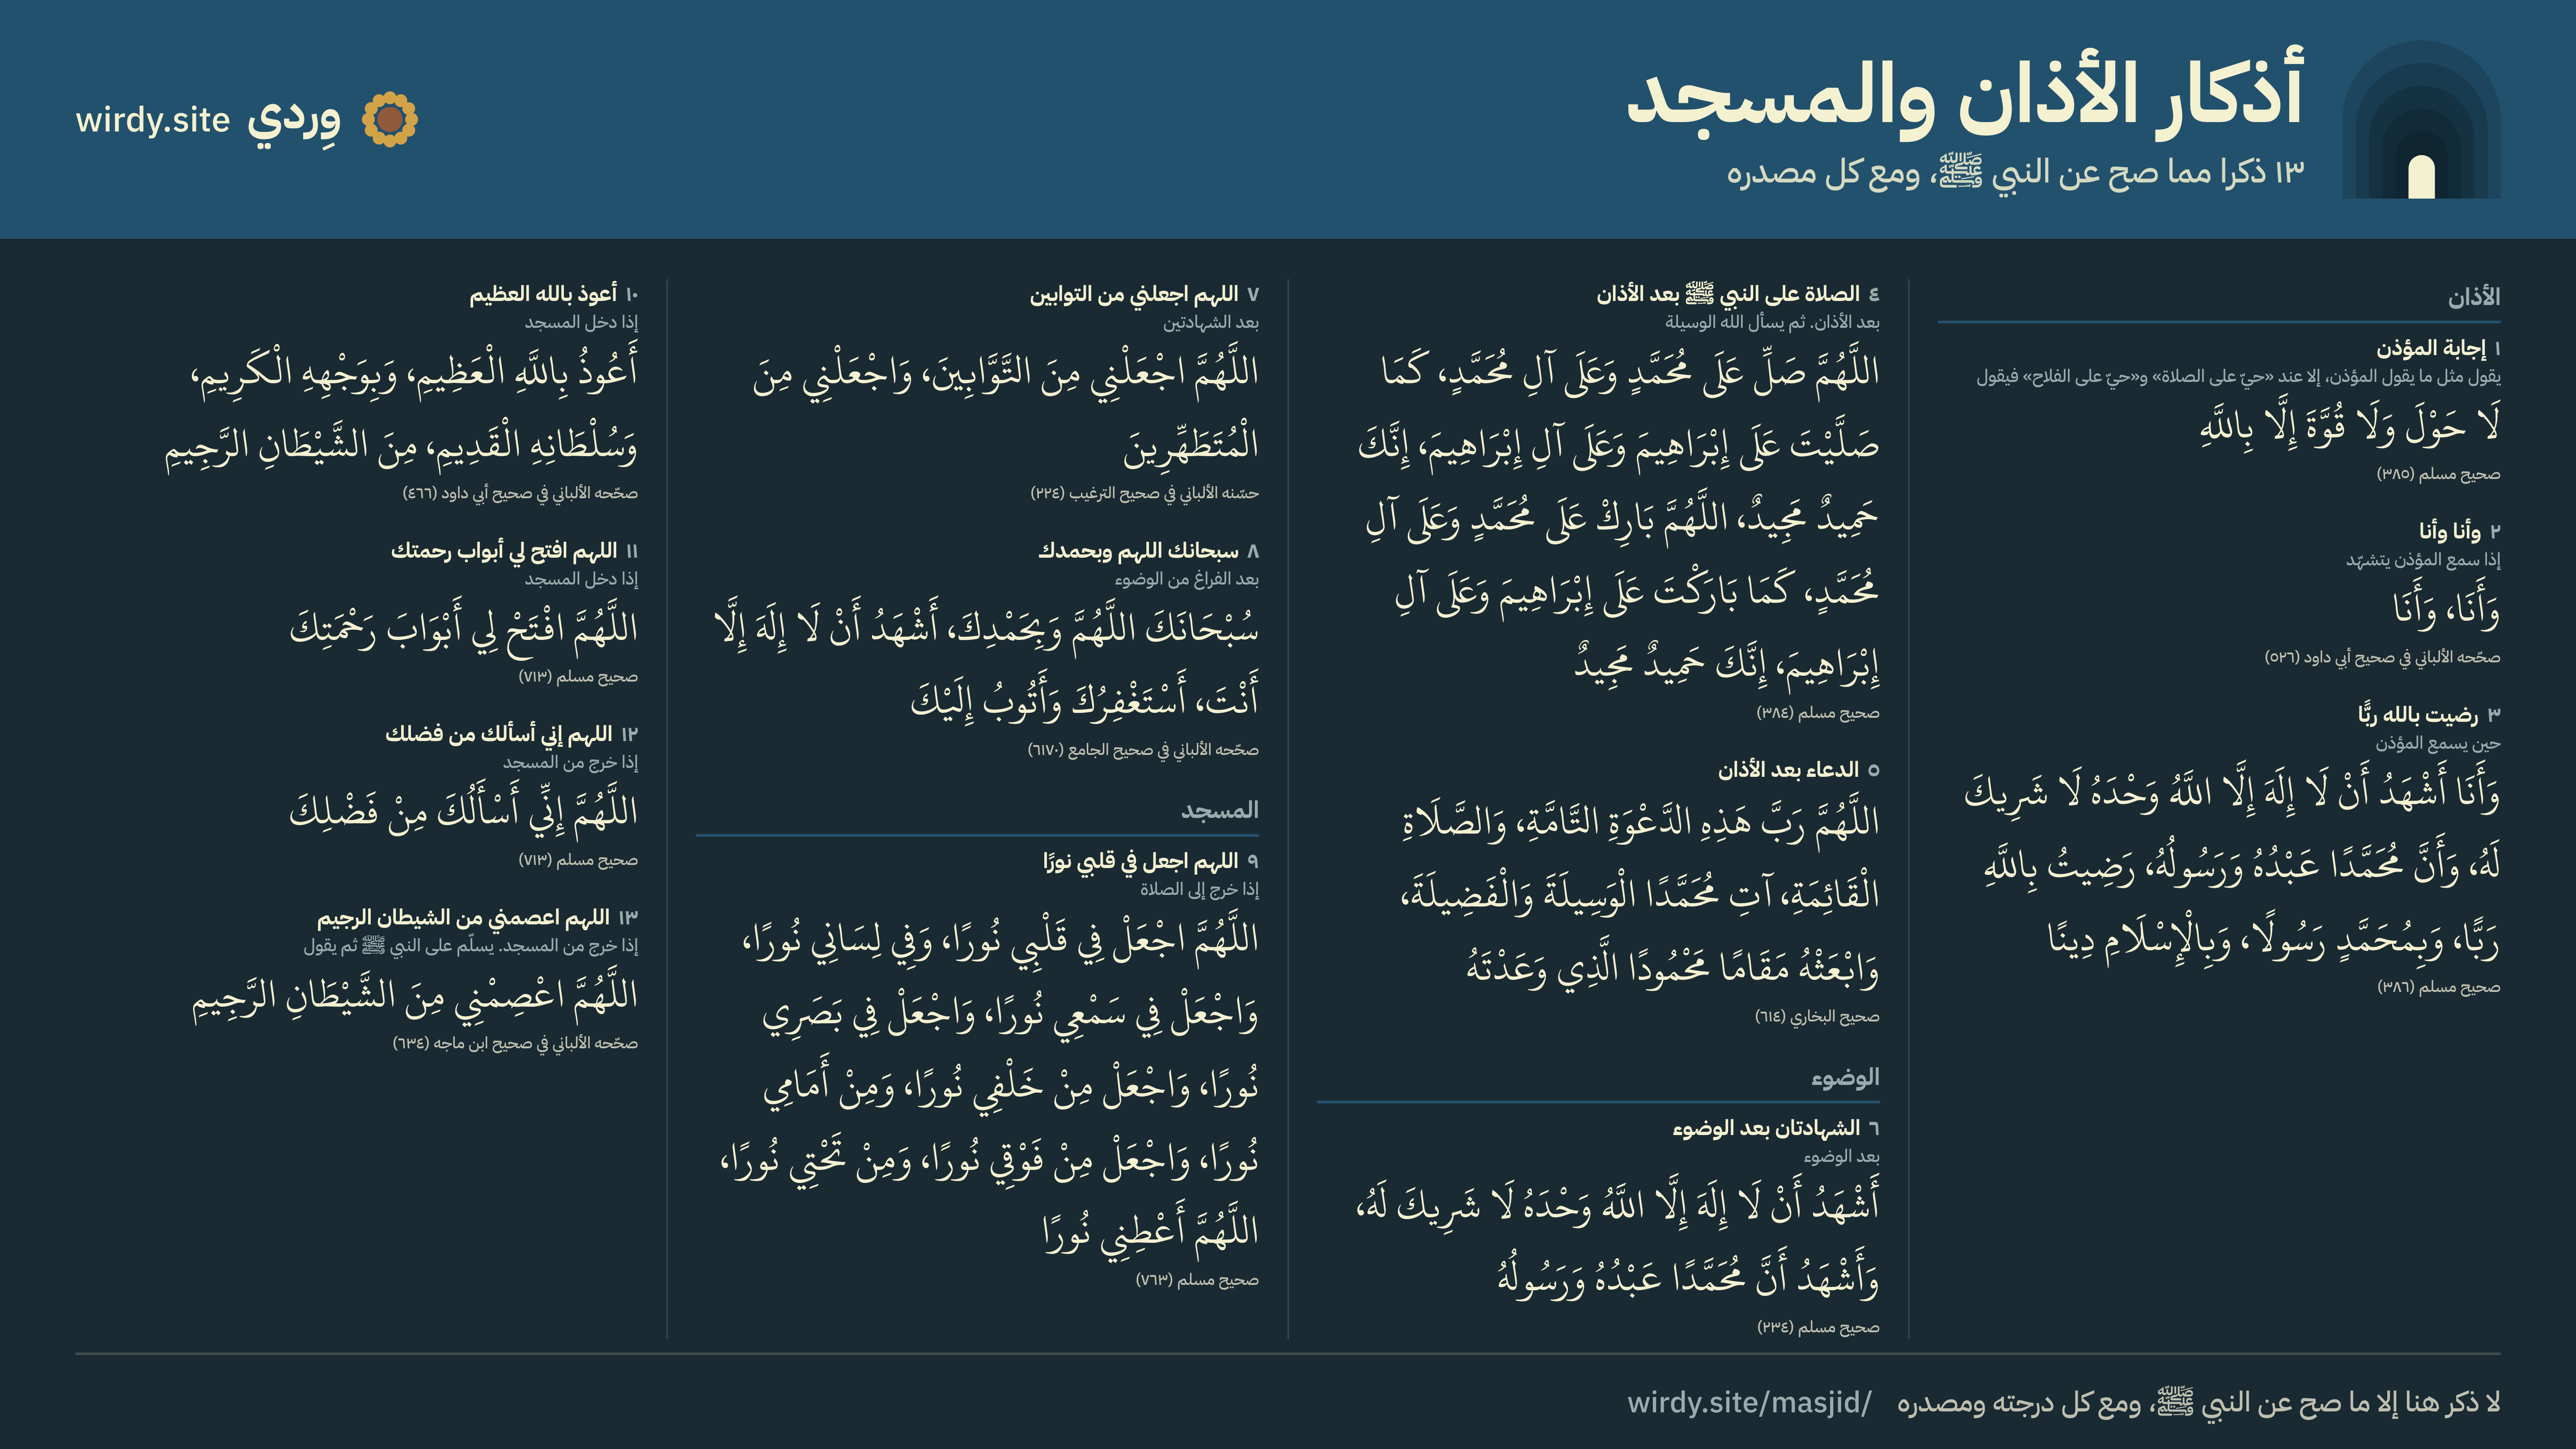 أذكار الأذان والمسجد
١٣ ذكرا مما صح عن النبي ﷺ، ومع كل مصدره
وِردي wirdy.site
الأذان
١ إجابة المؤذن
يقول مثل ما يقول المؤذن، إلا عند «حيّ على الصلاة» و«حيّ على الفلاح» فيقول
لَا حَوْلَ وَلَا قُوَّةَ إِلَّا بِاللَّهِ
صحيح مسلم (٣٨٥)
٢ وأنا وأنا
إذا سمع المؤذن يتشهّد
وَأَنَا، وَأَنَا
صحّحه الألباني في صحيح أبي داود (٥٢٦)
٣ رضيت بالله ربًّا
حين يسمع المؤذن
وَأَنَا أَشْهَدُ أَنْ لَا إِلَهَ إِلَّا اللَّهُ وَحْدَهُ لَا شَرِيكَ
لَهُ، وَأَنَّ مُحَمَّدًا عَبْدُهُ وَرَسُولُهُ، رَضِيتُ بِاللَّهِ
رَبًّا، وَبِمُحَمَّدٍ رَسُولًا، وَبِالْإِسْلَامِ دِينًا
صحيح مسلم (٣٨٦)
٤ الصلاة على النبي ﷺ بعد الأذان
بعد الأذان. ثم يسأل الله الوسيلة
اللَّهُمَّ صَلِّ عَلَى مُحَمَّدٍ وَعَلَى آلِ مُحَمَّدٍ، كَمَا
صَلَّيْتَ عَلَى إِبْرَاهِيمَ وَعَلَى آلِ إِبْرَاهِيمَ، إِنَّكَ
حَمِيدٌ مَجِيدٌ، اللَّهُمَّ بَارِكْ عَلَى مُحَمَّدٍ وَعَلَى آلِ
مُحَمَّدٍ، كَمَا بَارَكْتَ عَلَى إِبْرَاهِيمَ وَعَلَى آلِ
إِبْرَاهِيمَ، إِنَّكَ حَمِيدٌ مَجِيدٌ
صحيح مسلم (٣٨٤)
٥ الدعاء بعد الأذان
اللَّهُمَّ رَبَّ هَذِهِ الدَّعْوَةِ التَّامَّةِ، وَالصَّلَاةِ
الْقَائِمَةِ، آتِ مُحَمَّدًا الْوَسِيلَةَ وَالْفَضِيلَةَ،
وَابْعَثْهُ مَقَامًا مَحْمُودًا الَّذِي وَعَدْتَهُ
صحيح البخاري (٦١٤)
الوضوء
٦ الشهادتان بعد الوضوء
بعد الوضوء
أَشْهَدُ أَنْ لَا إِلَهَ إِلَّا اللَّهُ وَحْدَهُ لَا شَرِيكَ لَهُ،
وَأَشْهَدُ أَنَّ مُحَمَّدًا عَبْدُهُ وَرَسُولُهُ
صحيح مسلم (٢٣٤)
٧ اللهم اجعلني من التوابين
بعد الشهادتين
اللَّهُمَّ اجْعَلْنِي مِنَ التَّوَّابِينَ، وَاجْعَلْنِي مِنَ
الْمُتَطَهِّرِينَ
حسّنه الألباني في صحيح الترغيب (٢٢٤)
٨ سبحانك اللهم وبحمدك
بعد الفراغ من الوضوء
سُبْحَانَكَ اللَّهُمَّ وَبِحَمْدِكَ، أَشْهَدُ أَنْ لَا إِلَهَ إِلَّا
أَنْتَ، أَسْتَغْفِرُكَ وَأَتُوبُ إِلَيْكَ
صحّحه الألباني في صحيح الجامع (٦١٧٠)
المسجد
٩ اللهم اجعل في قلبي نورًا
إذا خرج إلى الصلاة
اللَّهُمَّ اجْعَلْ فِي قَلْبِي نُورًا، وَفِي لِسَانِي نُورًا،
وَاجْعَلْ فِي سَمْعِي نُورًا، وَاجْعَلْ فِي بَصَرِي
نُورًا، وَاجْعَلْ مِنْ خَلْفِي نُورًا، وَمِنْ أَمَامِي
نُورًا، وَاجْعَلْ مِنْ فَوْقِي نُورًا، وَمِنْ تَحْتِي نُورًا،
اللَّهُمَّ أَعْطِنِي نُورًا
صحيح مسلم (٧٦٣)
١٠ أعوذ بالله العظيم
إذا دخل المسجد
أَعُوذُ بِاللَّهِ الْعَظِيمِ، وَبِوَجْهِهِ الْكَرِيمِ،
وَسُلْطَانِهِ الْقَدِيمِ، مِنَ الشَّيْطَانِ الرَّجِيمِ
صحّحه الألباني في صحيح أبي داود (٤٦٦)
١١ اللهم افتح لي أبواب رحمتك
إذا دخل المسجد
اللَّهُمَّ افْتَحْ لِي أَبْوَابَ رَحْمَتِكَ
صحيح مسلم (٧١٣)
١٢ اللهم إني أسألك من فضلك
إذا خرج من المسجد
اللَّهُمَّ إِنِّي أَسْأَلُكَ مِنْ فَضْلِكَ
صحيح مسلم (٧١٣)
١٣ اللهم اعصمني من الشيطان الرجيم
إذا خرج من المسجد. يسلّم على النبي ﷺ ثم يقول
اللَّهُمَّ اعْصِمْنِي مِنَ الشَّيْطَانِ الرَّجِيمِ
صحّحه الألباني في صحيح ابن ماجه (٦٣٤)
لا ذكر هنا إلا ما صح عن النبي ﷺ، ومع كل درجته ومصدره wirdy.site/masjid/